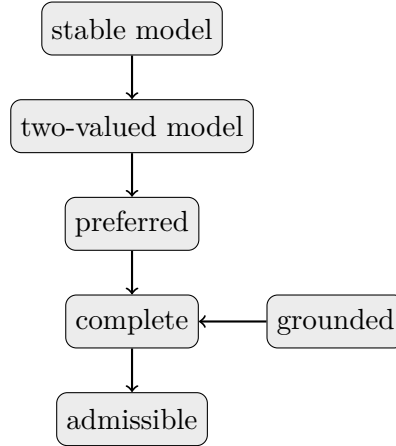 stable model
two-valued model
preferred
complete
grounded
admissible